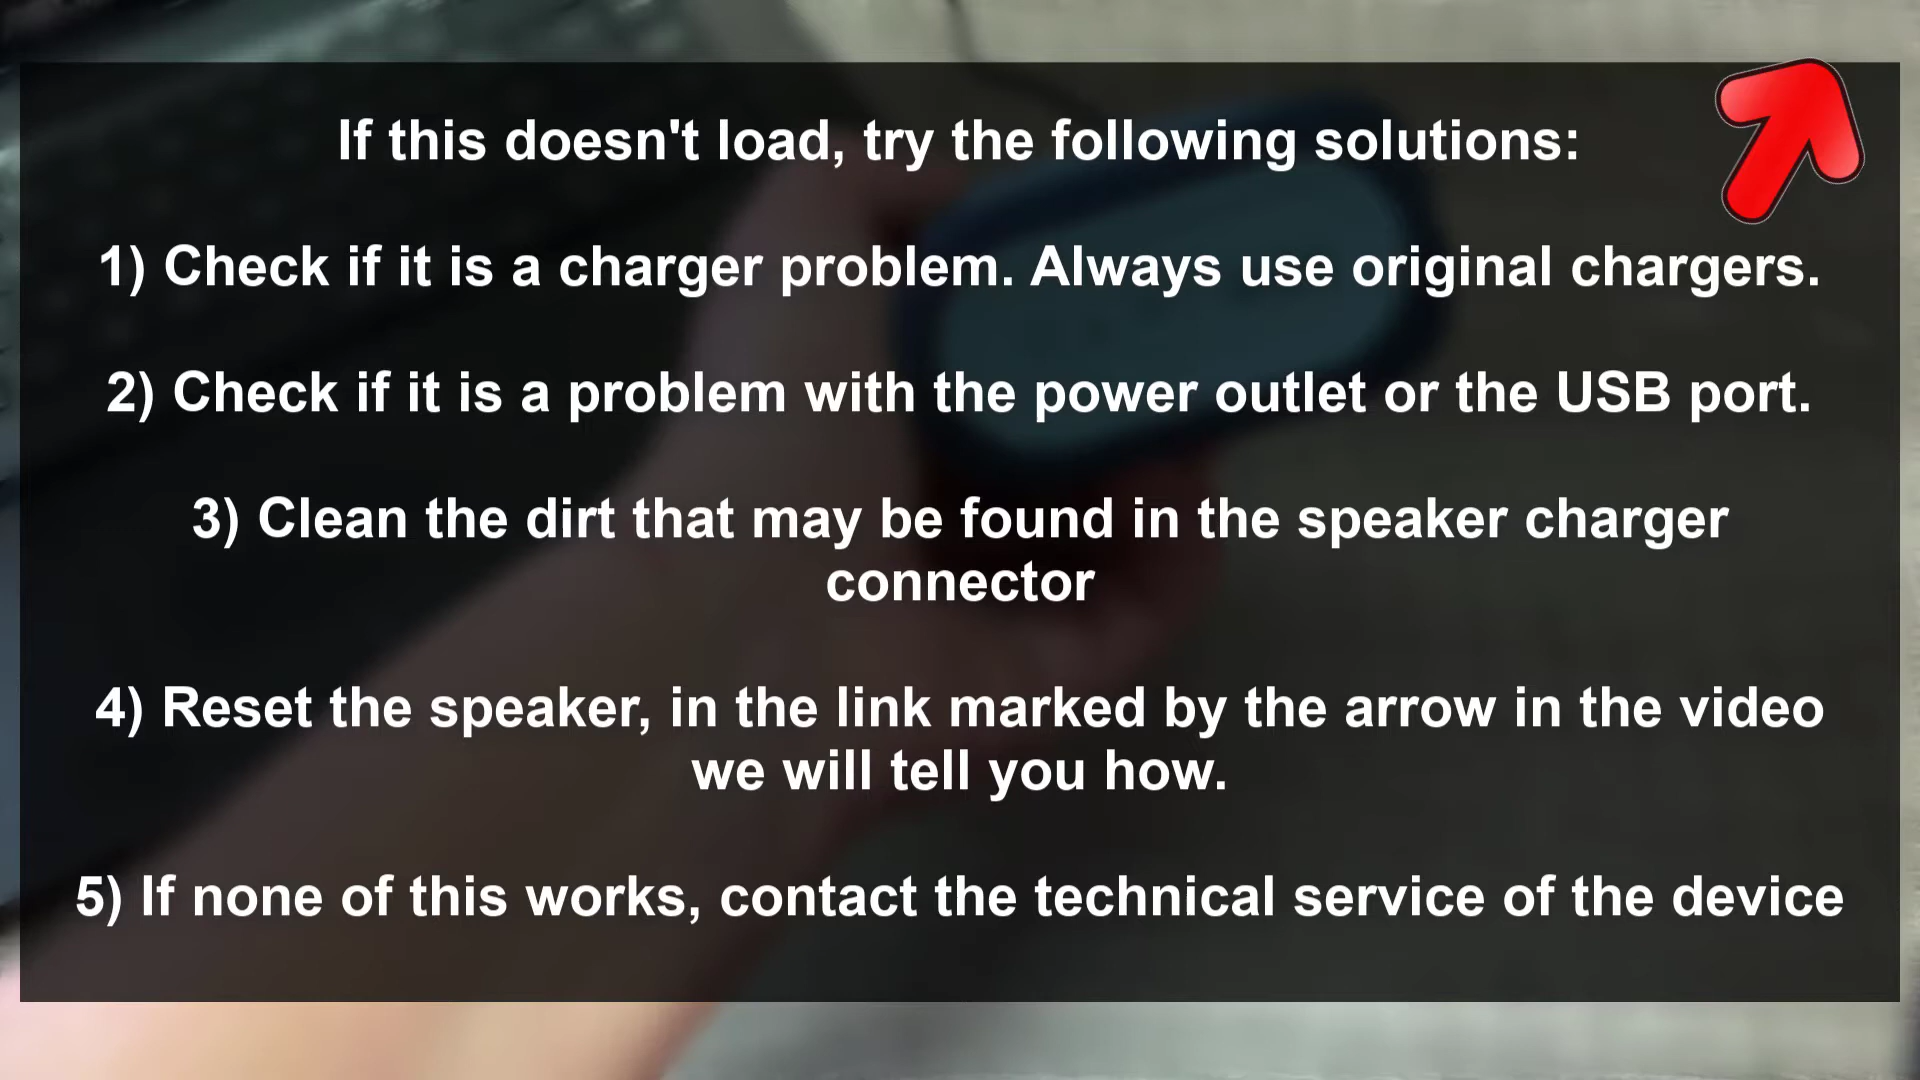 If this doesn't load, try the following solutions:
1) Check if it is a charger problem. Always use original chargers.
2) Check if it is a problem with the power outlet or the USB port.
3) Clean the dirt that may be found in the speaker charger
connector
4) Reset the speaker, in the link marked by the arrow in the video
we will tell you how.
5) If none of this works, contact the technical service of the device